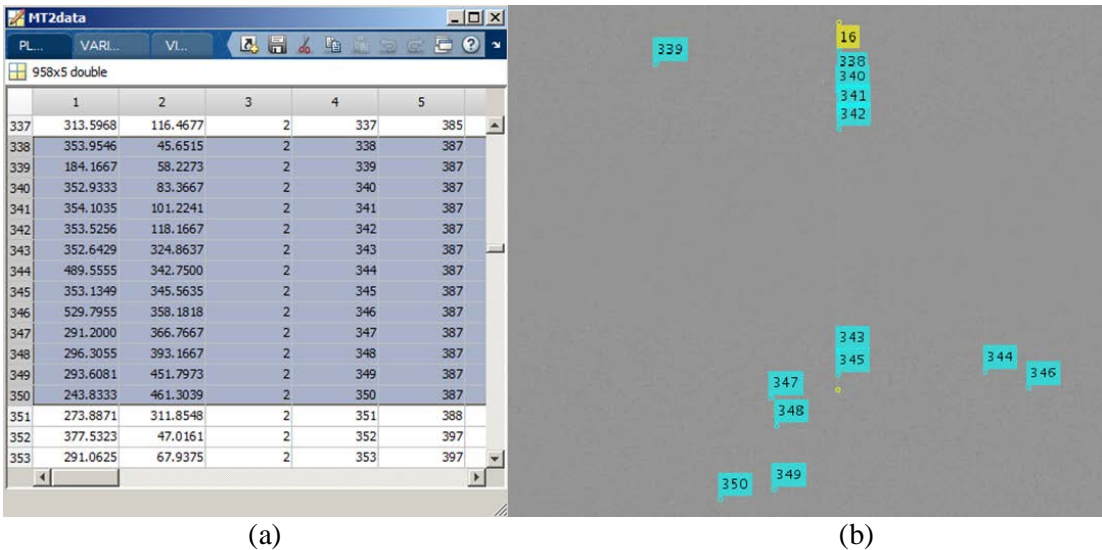 MT2data
PL... VARI... VI...
958x5 double
1 2 3 4 5
337 313.5968 116.4677 2 337 385
338 353.9546 45.6515 2 338 387
339 184.1667 58.2273 2 339 387
340 352.9333 83.3667 2 340 387
341 354.1035 101.2241 2 341 387
342 353.5256 118.1667 2 342 387
343 352.6429 324.8637 2 343 387
344 489.5555 342.7500 2 344 387
345 353.1349 345.5635 2 345 387
346 529.7955 358.1818 2 346 387
347 291.2000 366.7667 2 347 387
348 296.3055 393.1667 2 348 387
349 293.6081 451.7973 2 349 387
350 243.8333 461.3039 2 350 387
351 273.8871 311.8548 2 351 388
352 377.5323 47.0161 2 352 397
353 291.0625 67.9375 2 353 397
(a)
16
339
338
340
341
342
343
345
344
346
347
348
349
350
(b)